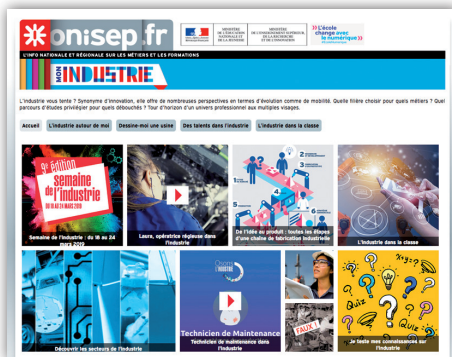 onisep.fr
MINISTÈRE
DE L'ÉDUCATION
NATIONALE ET
DE LA JEUNESSE
MINISTÈRE
DE L'ENSEIGNEMENT SUPÉRIEUR,
DE LA RECHERCHE
ET DE L'INNOVATION
L'école
change avec
le numérique
L'INFO NATIONALE ET RÉGIONALE SUR LES MÉTIERS ET LES FORMATIONS
MON INDUSTRIE
L'industrie vous tente ? Synonyme d'innovation, elle offre de nombreuses perspectives en termes d'évolution comme de mobilité. Quelle filière choisir pour quels métiers ? Quel
parcours d'études privilégier pour quels débouchés ? Tour d'horizon d'un univers professionnel aux multiples visages.
Accueil
L'industrie autour de moi
Dessine-moi une usine
Des talents dans l'industrie
L'industrie dans la classe
9e édition
semaine
de l'industrie
DU 18 AU 24 MARS 2019
Semaine de l'industrie : du 18 au 24
mars 2019
Laura, opératrice régleuse dans
l'industrie
De l'idée au produit : toutes les étapes
d'une chaîne de fabrication industrielle
L'industrie dans la classe
Découvrir les secteurs de l'industrie
Technicien de Maintenance
Technicien de maintenance dans
l'industrie
FAUX !
X+y=?
Quiz
Quiz
Je teste mes connaissances sur
l'industrie